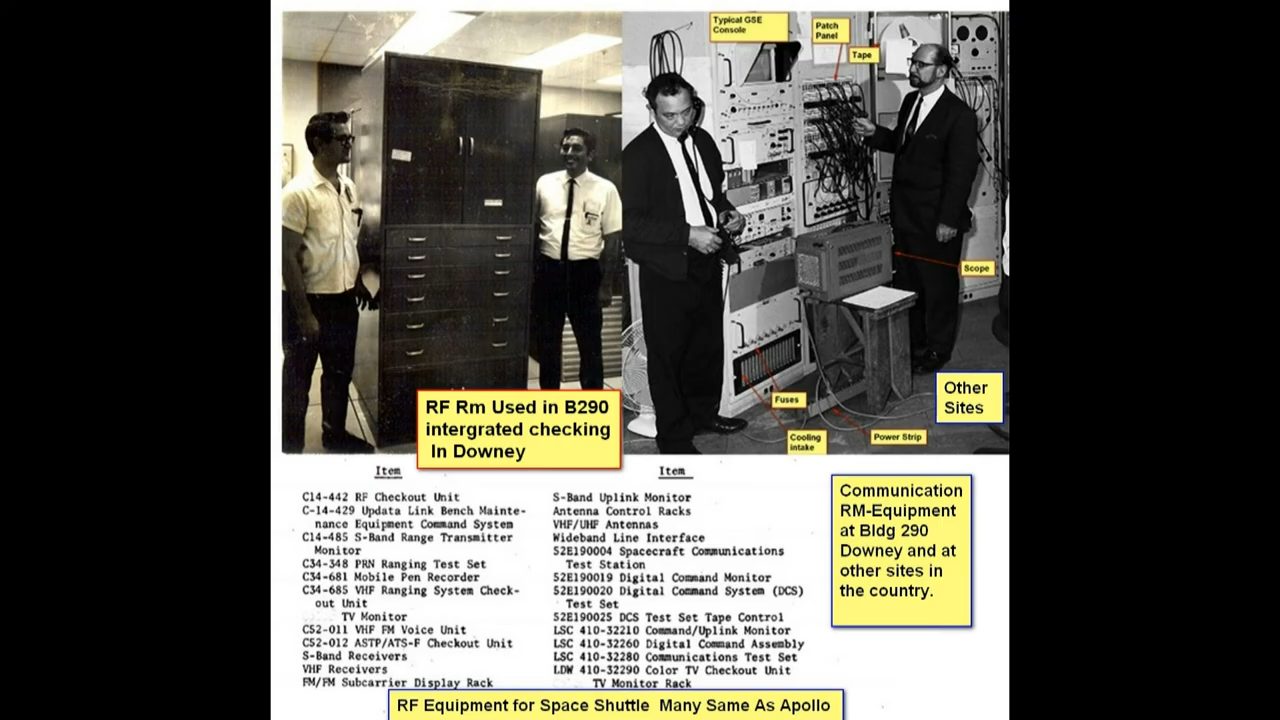 Typical GSE
Console
Patch
Panel
Tape
Scope
Fuses
Cooling
intake
Power Strip
Other
Sites
RF Rm Used in B290
intergrated checking
In Downey
Item
C14-442 RF Checkout Unit
C-14-429 Updata Link Bench Mainte-
nance Equipment Command System
C14-485 S-Band Range Transmitter
Monitor
C34-348 PRN Ranging Test Set
C34-681 Mobile Pen Recorder
C34-685 VHF Ranging System Check-
out Unit
TV Monitor
C52-011 VHF FM Voice Unit
C52-012 ASTP/ATS-F Checkout Unit
S-Band Receivers
VHF Receivers
FM/FM Subcarrier Display Rack
Item
S-Band Uplink Monitor
Antenna Control Racks
VHF/UHF Antennas
Wideband Line Interface
52E190004 Spacecraft Communications
Test Station
52E190019 Digital Command Monitor
52E190020 Digital Command System (DCS)
Test Set
52E190025 DCS Test Set Tape Control
LSC 410-32210 Command/Uplink Monitor
LSC 410-32260 Digital Command Assembly
LSC 410-32280 Communications Test Set
LDW 410-32290 Color TV Checkout Unit
TV Monitor Rack
Communication
RM-Equipment
at Bldg 290
Downey and at
other sites in
the country.
RF Equipment for Space Shuttle Many Same As Apollo